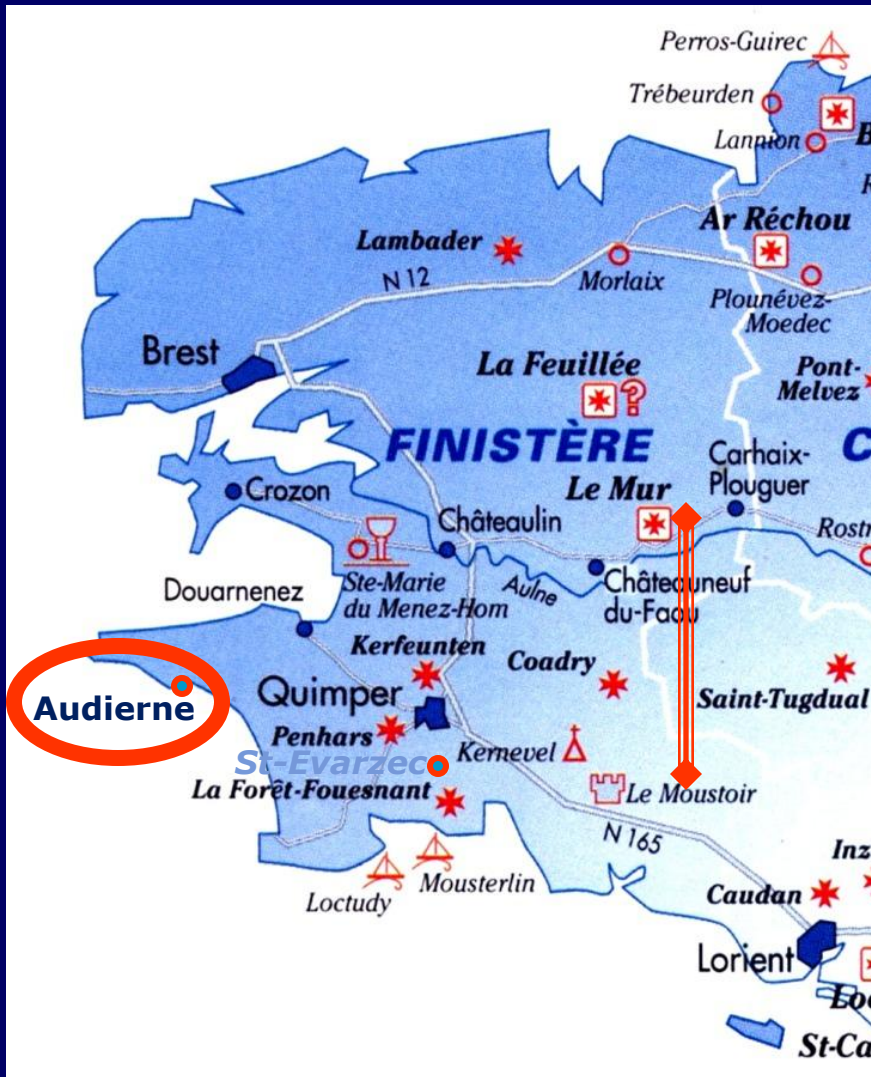 Perros-Guirec
Trébeurden
Lannion
Ar Réchou
Lambader
Morlaix
N 12
Plounévez-
Moedec
Brest
La Feuillée
?
Pont-
Melvez
FINISTÈRE
C
Carhaix-
Plouguer
Crozon
Le Mur
Châteaulin
Rostr
Douarnenez
Ste-Marie
du Menez-Hom
Aulne
Châteauneuf
du-Faou
Kerfeunten
Coadry
Audierne
Quimper
Saint-Tugdual
Penhars
Kernevel
St-Evarzec
La Forêt-Fouesnant
Le Moustoir
N 165
Inz
Loctudy
Mousterlin
Caudan
Lorient
Loc
St-Ca